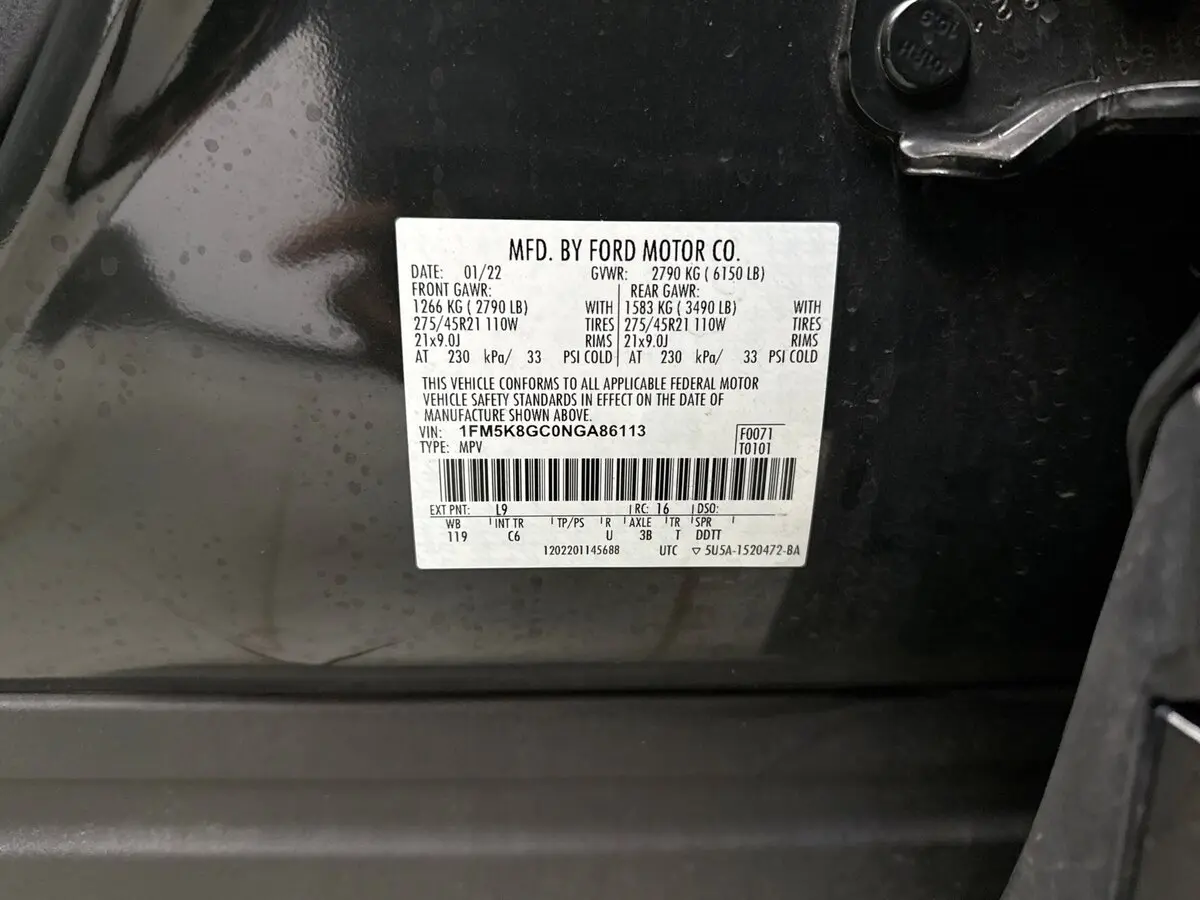 MFD. BY FORD MOTOR CO.
DATE: 01/22 GVWR: 2790 KG ( 6150 LB)
FRONT GAWR: REAR GAWR:
1266 KG ( 2790 LB) WITH 1583 KG ( 3490 LB) WITH
275/45R21 110W TIRES 275/45R21 110W TIRES
21x9.0J RIMS 21x9.0J RIMS
AT 230 kPa/ 33 PSI COLD AT 230 kPa/ 33 PSI COLD
THIS VEHICLE CONFORMS TO ALL APPLICABLE FEDERAL MOTOR
VEHICLE SAFETY STANDARDS IN EFFECT ON THE DATE OF
MANUFACTURE SHOWN ABOVE.
VIN: 1FM5K8GC0NGA86113 F0071
TYPE: MPV T0101
EXT PNT: L9 RC: 16 DSO:
WB INT TR TP/PS R AXLE TR SPR
119 C6 U 3B T DDTT
1202201145688 UTC ▽ 5U5A-1520472-BA
10.9